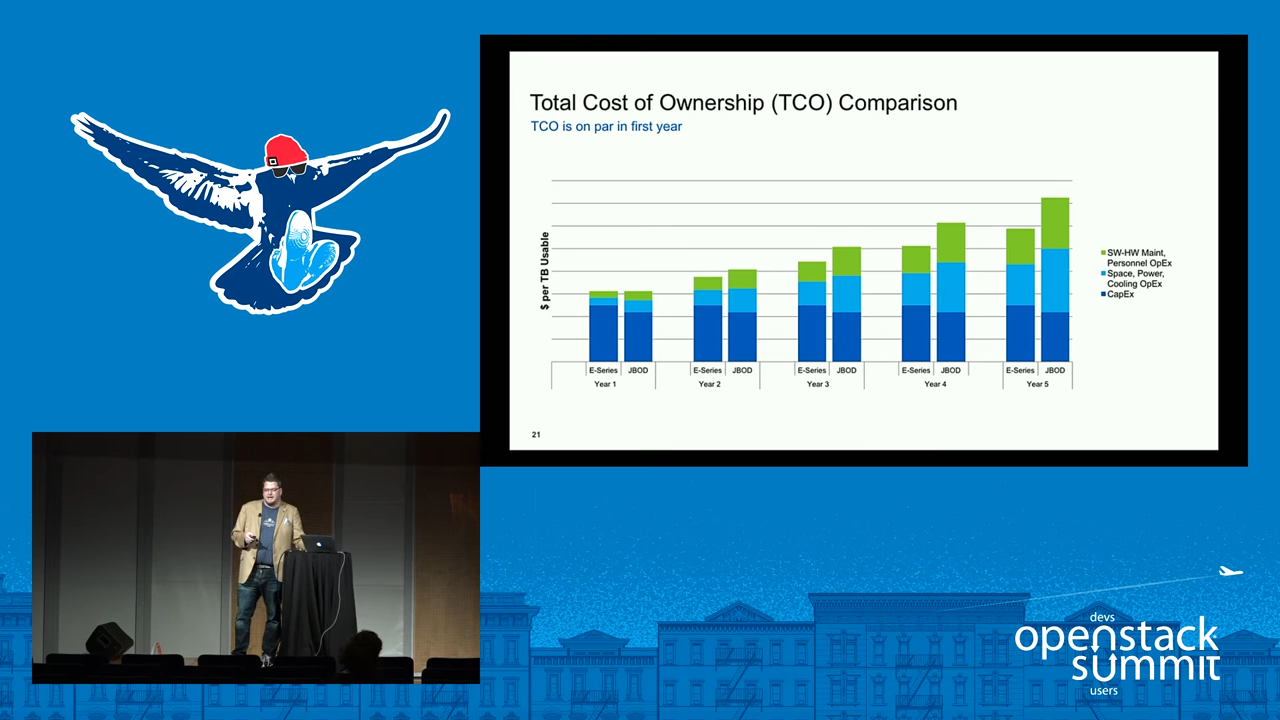 Total Cost of Ownership (TCO) Comparison
TCO is on par in first year
$ per TB Usable
SW-HW Maint,
Personnel OpEx
Space, Power,
Cooling OpEx
CapEx
E-Series JBOD E-Series JBOD E-Series JBOD E-Series JBOD E-Series JBOD
Year 1 Year 2 Year 3 Year 4 Year 5
21
devs
openstack
summit
users